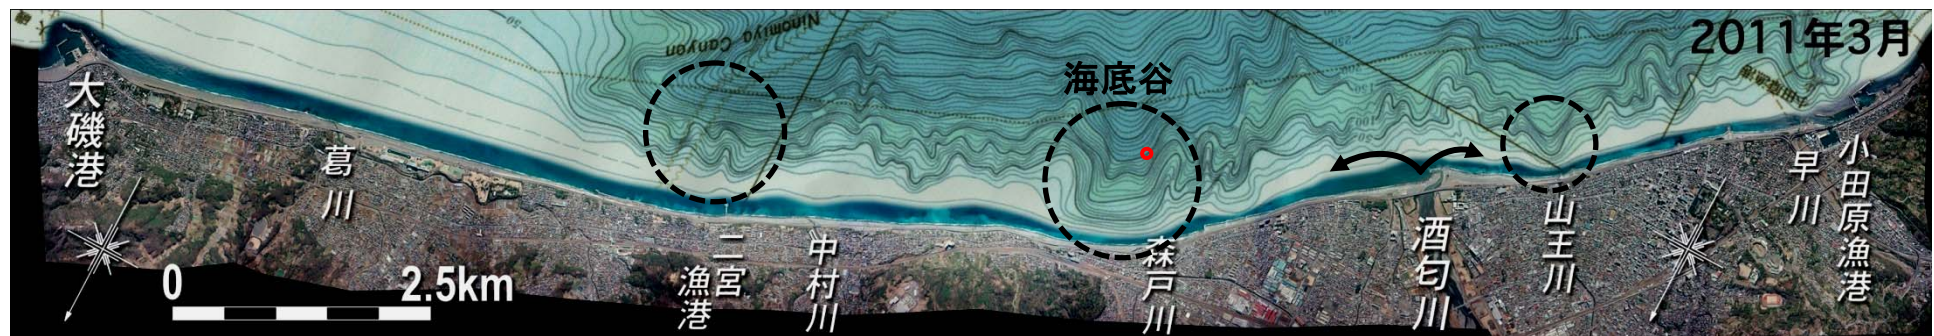 2011年3月
Ninomiya Canyon
海底谷
大磯港
葛川
二宮漁港
中村川
森戸川
酒匂川
山王川
早川
小田原漁港
0
2.5km
50